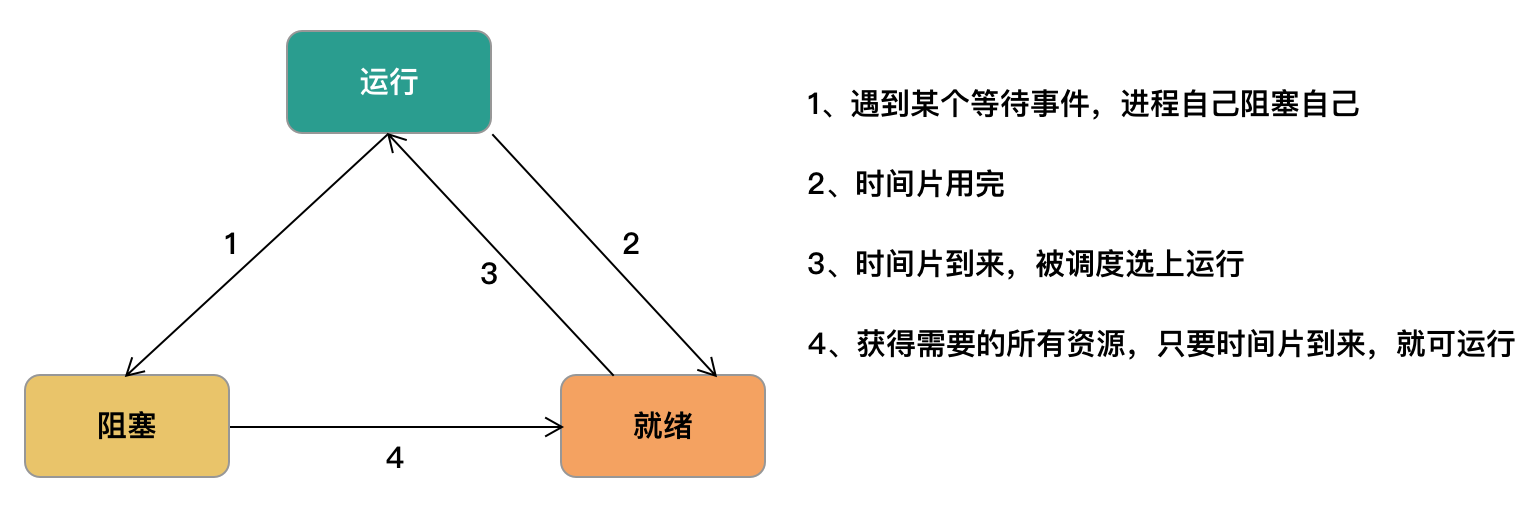 运行
1、遇到某个等待事件，进程自己阻塞自己
2、时间片用完
1
2
3
3、时间片到来，被调度选上运行
4、获得需要的所有资源，只要时间片到来，就可运行
阻塞
就绪
4